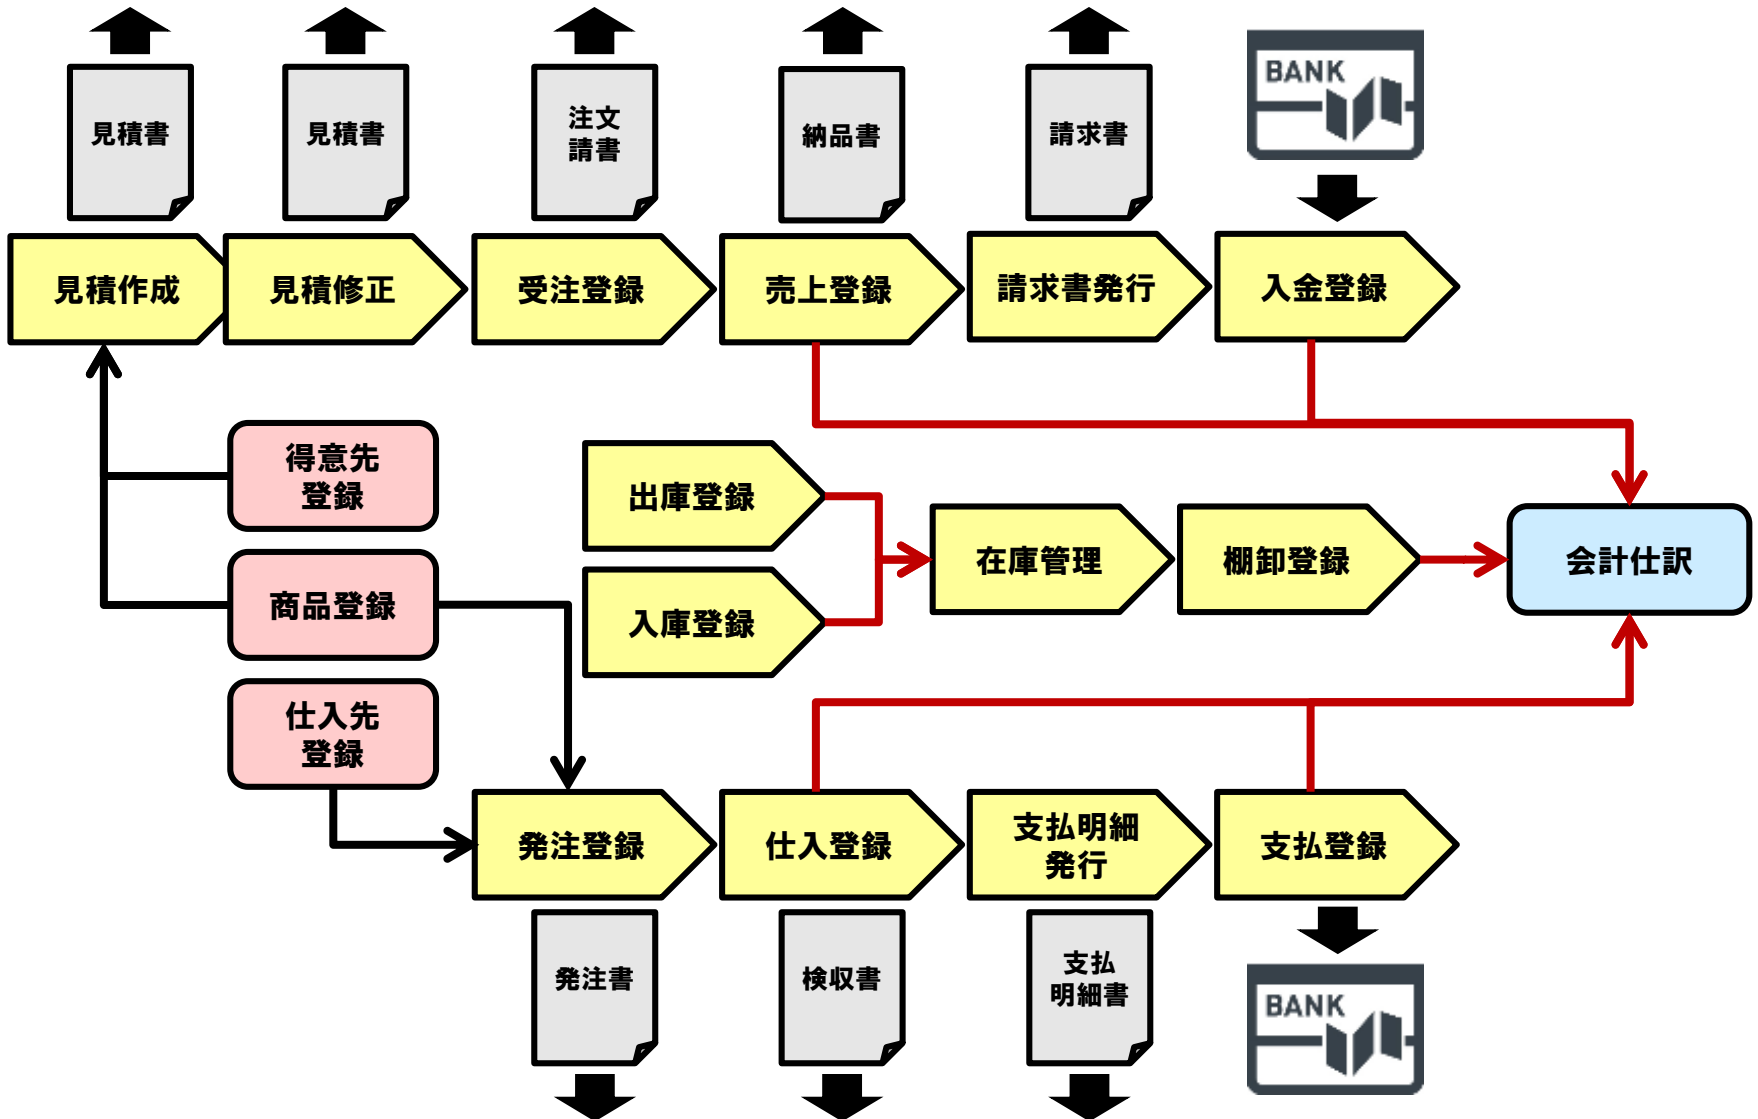 見積書
見積書
注文
請書
納品書
請求書
BANK
見積作成
見積修正
受注登録
売上登録
請求書発行
入金登録
得意先
登録
商品登録
仕入先
登録
出庫登録
入庫登録
在庫管理
棚卸登録
会計仕訳
発注登録
仕入登録
支払明細
発行
支払登録
発注書
検収書
支払
明細書
BANK